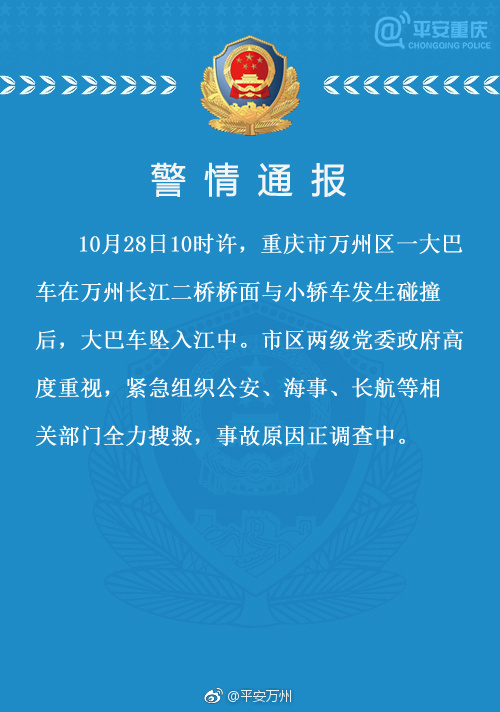 @平安重庆
CHONGQING POLICE
警情通报
10月28日10时许，重庆市万州区一大巴
车在万州长江二桥桥面与小轿车发生碰撞
后，大巴车坠入江中。市区两级党委政府高
度重视，紧急组织公安、海事、长航等相
关部门全力搜救，事故原因正调查中。
@平安万州